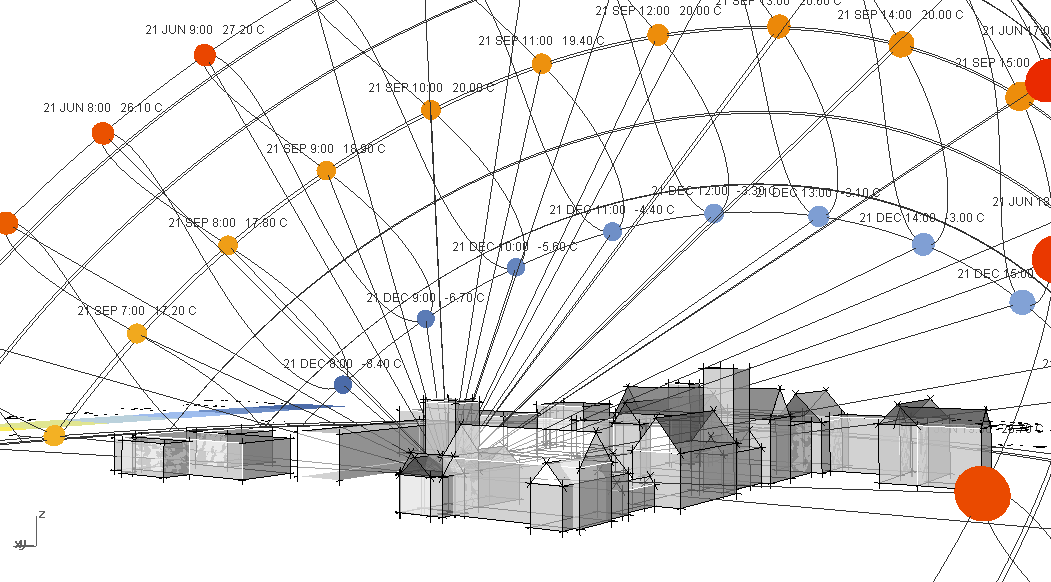 21 SEP 12:00 20.00 C
21 SEP 13:00 20.60 C
21 SEP 14:00 20.00 C
21 JUN 9:00 27.20 C
21 JUN 17:0
21 SEP 11:00 19.40 C
21 SEP 15:00
21 SEP 10:00 20.00 C
21 JUN 8:00 26.10 C
21 SEP 9:00 18.90 C
21 DEC 12:00 -3.30 C
21 DEC 13:00 -3.10 C
21 JUN 18:
21 DEC 11:00 -4.40 C
21 DEC 14:00 -3.00 C
21 SEP 8:00 17.80 C
21 DEC 10:00 -5.60 C
21 DEC 15:00
21 DEC 9:00 -6.70 C
21 SEP 7:00 17.20 C
21 DEC 8:00 -8.40 C
z